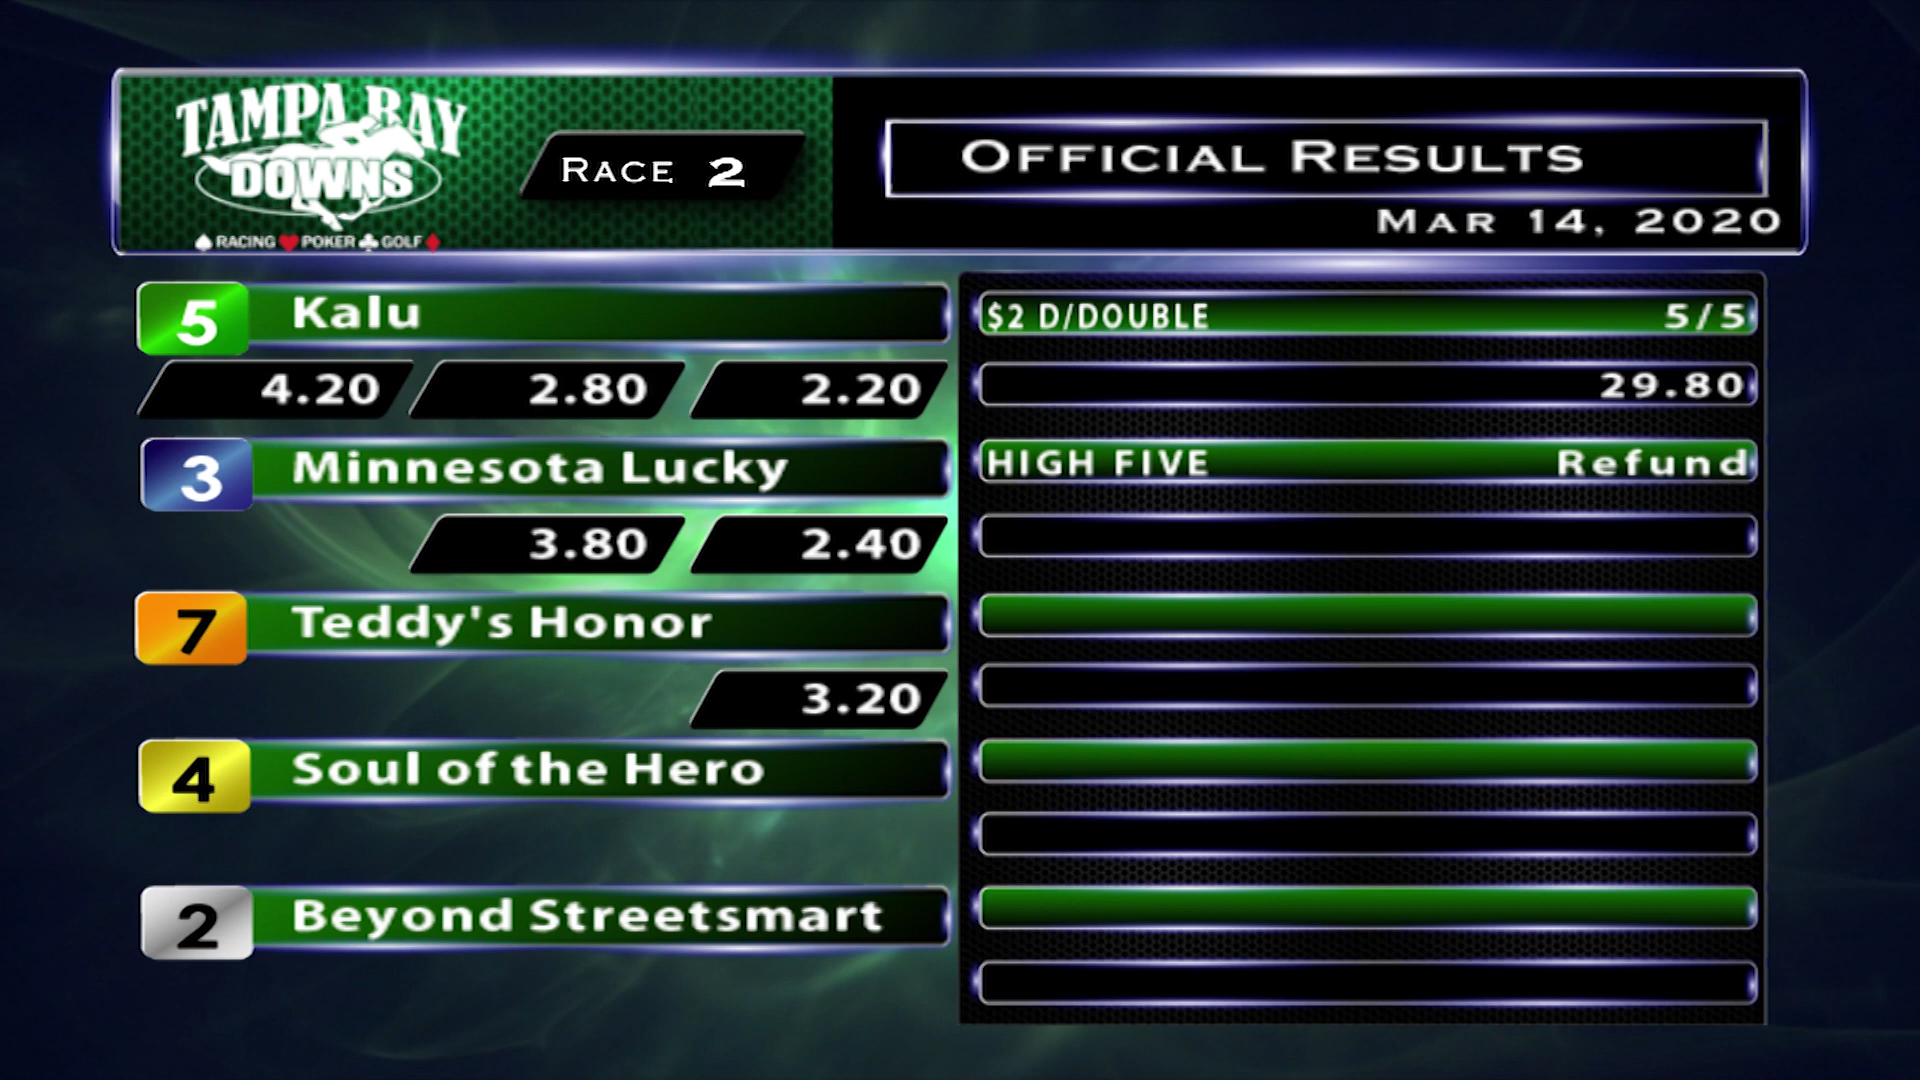 TAMPA BAY
DOWNS
RACING POKER GOLF
RACE 2
OFFICIAL RESULTS
MAR 14, 2020
5 Kalu
4.20 2.80 2.20
3 Minnesota Lucky
3.80 2.40
7 Teddy's Honor
3.20
4 Soul of the Hero
2 Beyond Streetsmart
$2 D/DOUBLE 5/5
29.80
HIGH FIVE Refund